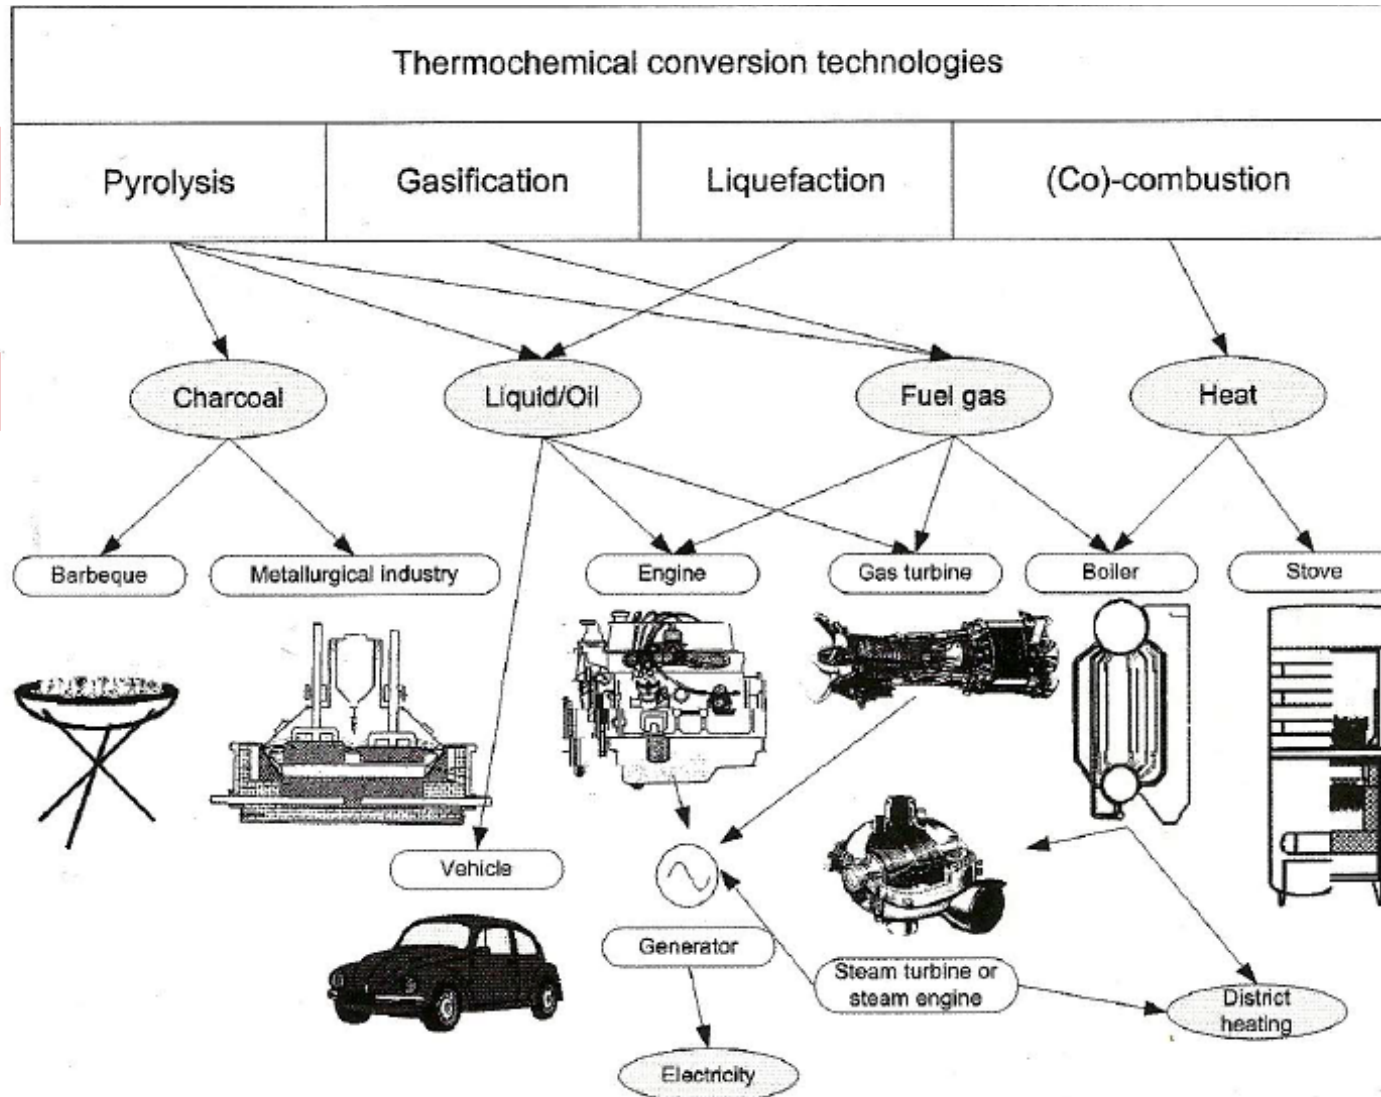 Thermochemical conversion technologies
Pyrolysis
Gasification
Liquefaction
(Co)-combustion
Charcoal
Liquid/Oil
Fuel gas
Heat
Barbeque
Metallurgical industry
Engine
Gas turbine
Boiler
Stove
Vehicle
Generator
Steam turbine or
steam engine
District
heating
Electricity